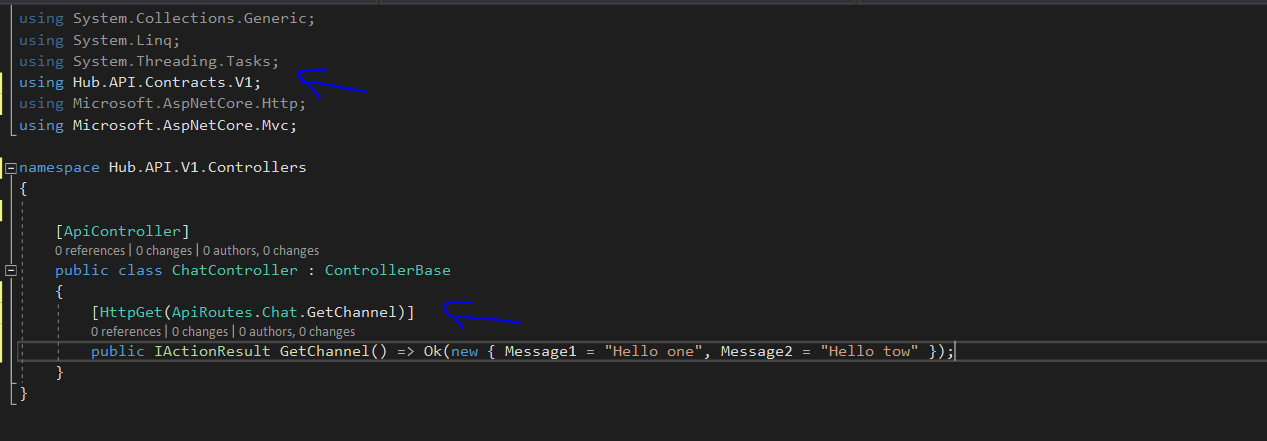 using System.Collections.Generic;
using System.Linq;
using System.Threading.Tasks;
using Hub.API.Contracts.V1;
using Microsoft.AspNetCore.Http;
using Microsoft.AspNetCore.Mvc;
namespace Hub.API.V1.Controllers
{
[ApiController]
0 references | 0 changes | 0 authors, 0 changes
public class ChatController : ControllerBase
{
[HttpGet(ApiRoutes.Chat.GetChannel)]
0 references | 0 changes | 0 authors, 0 changes
public IActionResult GetChannel() => Ok(new { Message1 = "Hello one", Message2 = "Hello tow" });
}
}